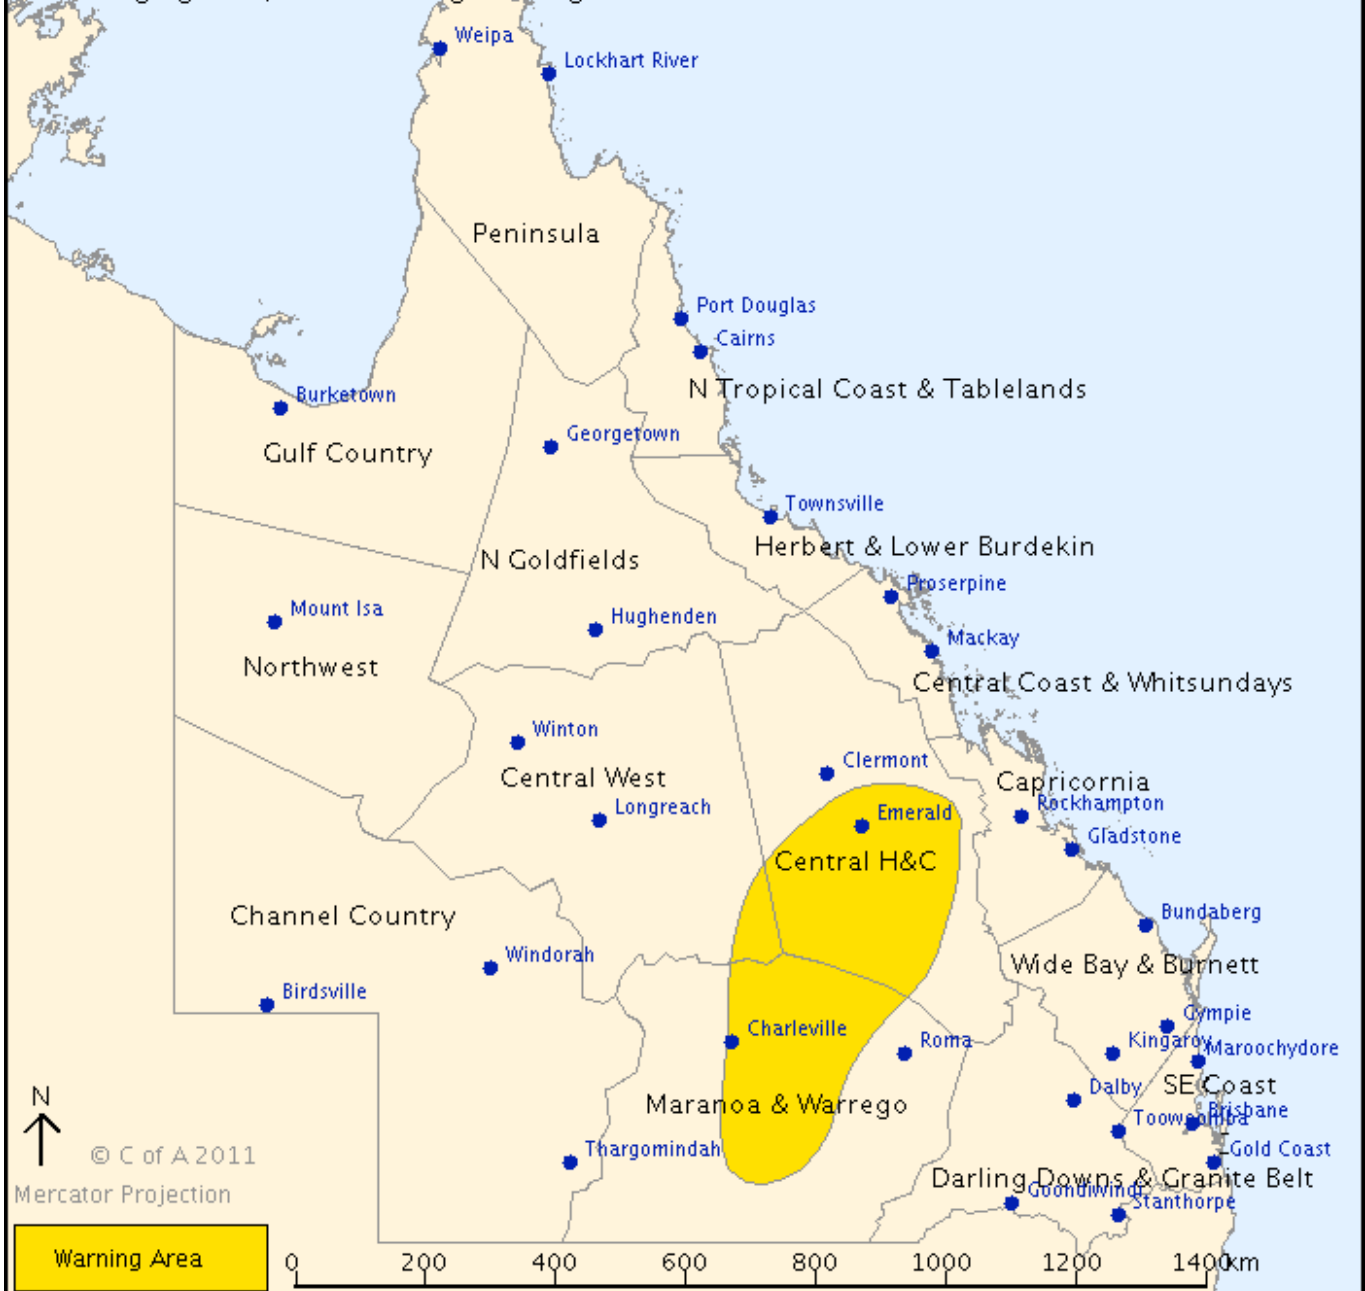 Weipa
Lockhart River
Peninsula
Port Douglas
Cairns
N Tropical Coast & Tablelands
Burketown
Georgetown
Gulf Country
Townsville
Herbert & Lower Burdekin
N Goldfields
Proserpine
Mount Isa
Hughenden
Mackay
Northwest
Central Coast & Whitsundays
Winton
Clermont
Central West
Capricornia
Longreach
Rockhampton
Emerald
Gladstone
Central H&C
Channel Country
Bundaberg
Windorah
Wide Bay & Burnett
Birdsville
Gympie
Charleville
Roma
Kingaroy
Maroochydore
Dalby
SE Coast
N
Maranoa & Warrego
Brisbane
Toowoomba
© C of A 2011
Thargomindah
Gold Coast
Darling Downs & Granite Belt
Mercator Projection
Goondiwindi
Stanthorpe
Warning Area
0 200 400 600 800 1000 1200 1400km